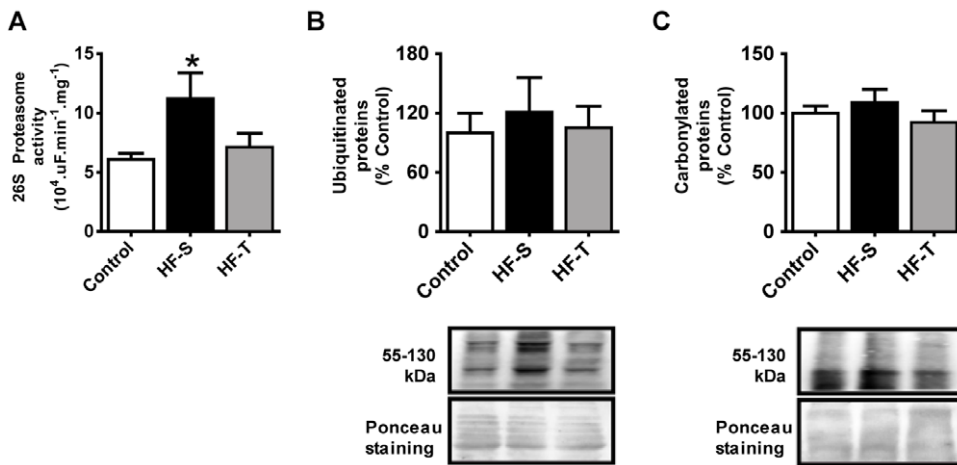 A
26S Proteasome
activity
(10⁴.uF.min⁻¹.mg⁻¹)
15
10
5
0
*
Control
HF-S
HF-T
B
Ubiquitinated
proteins
(% Control)
180
120
60
0
Control
HF-S
HF-T
55-130
kDa
Ponceau
staining
C
Carbonylated
proteins
(% Control)
150
100
50
0
Control
HF-S
HF-T
55-130
kDa
Ponceau
staining